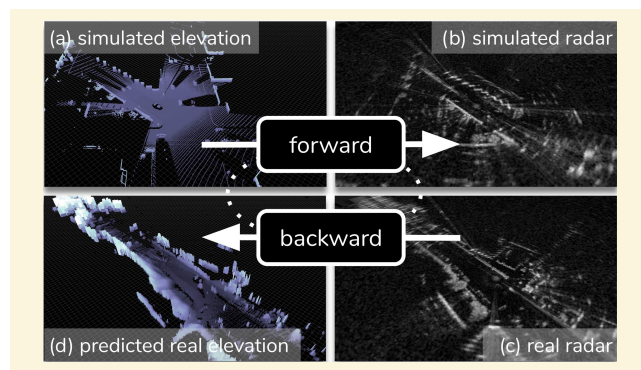 (a) simulated elevation
(b) simulated radar
forward
backward
(d) predicted real elevation
(c) real radar